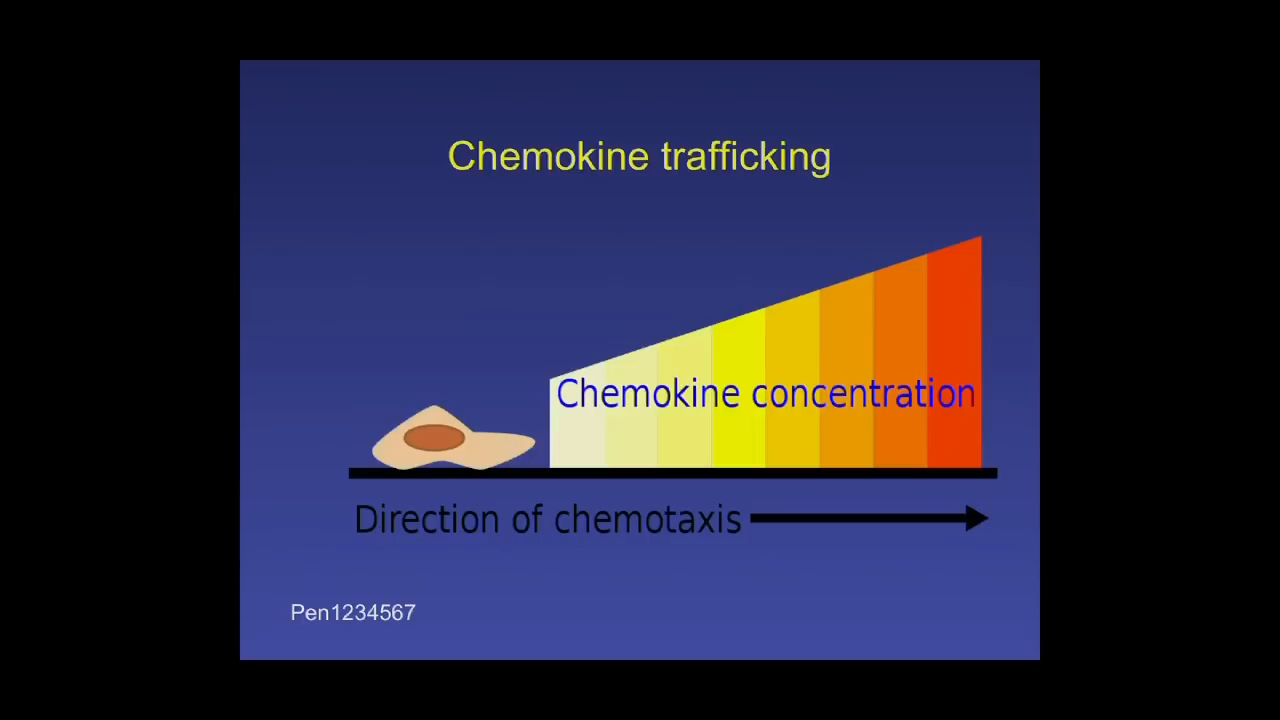 Chemokine trafficking
Chemokine concentration
Direction of chemotaxis
Pen1234567